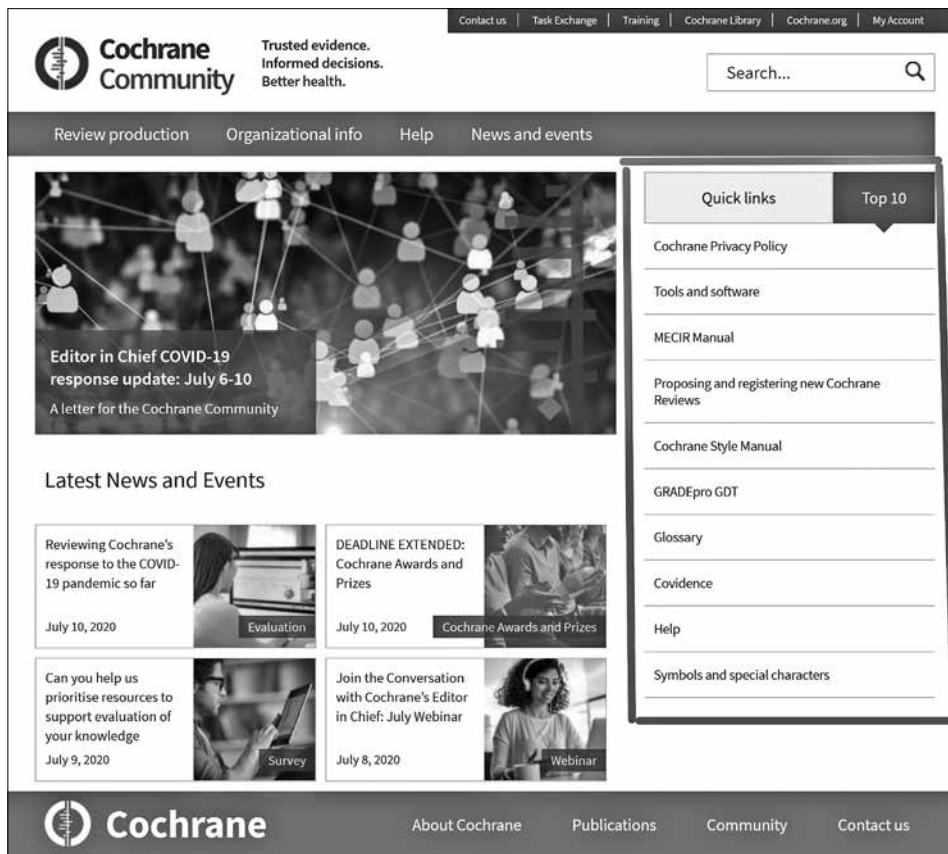 Contact us | Task Exchange | Training | Cochrane Library | Cochrane.org | My Account
Cochrane
Community
Trusted evidence.
Informed decisions.
Better health.
Search...
Review production Organizational info Help News and events
Editor in Chief COVID-19
response update: July 6-10
A letter for the Cochrane Community
Quick links
Top 10
Cochrane Privacy Policy
Tools and software
MECIR Manual
Proposing and registering new Cochrane
Reviews
Cochrane Style Manual
GRADEpro GDT
Glossary
Covidence
Help
Symbols and special characters
Latest News and Events
Reviewing Cochrane's
response to the COVID-
19 pandemic so far
July 10, 2020
Evaluation
DEADLINE EXTENDED:
Cochrane Awards and
Prizes
July 10, 2020
Cochrane Awards and Prizes
Can you help us
prioritise resources to
support evaluation of
your knowledge
July 9, 2020
Survey
Join the Conversation
with Cochrane's Editor
in Chief: July Webinar
July 8, 2020
Webinar
Cochrane
About Cochrane Publications Community Contact us